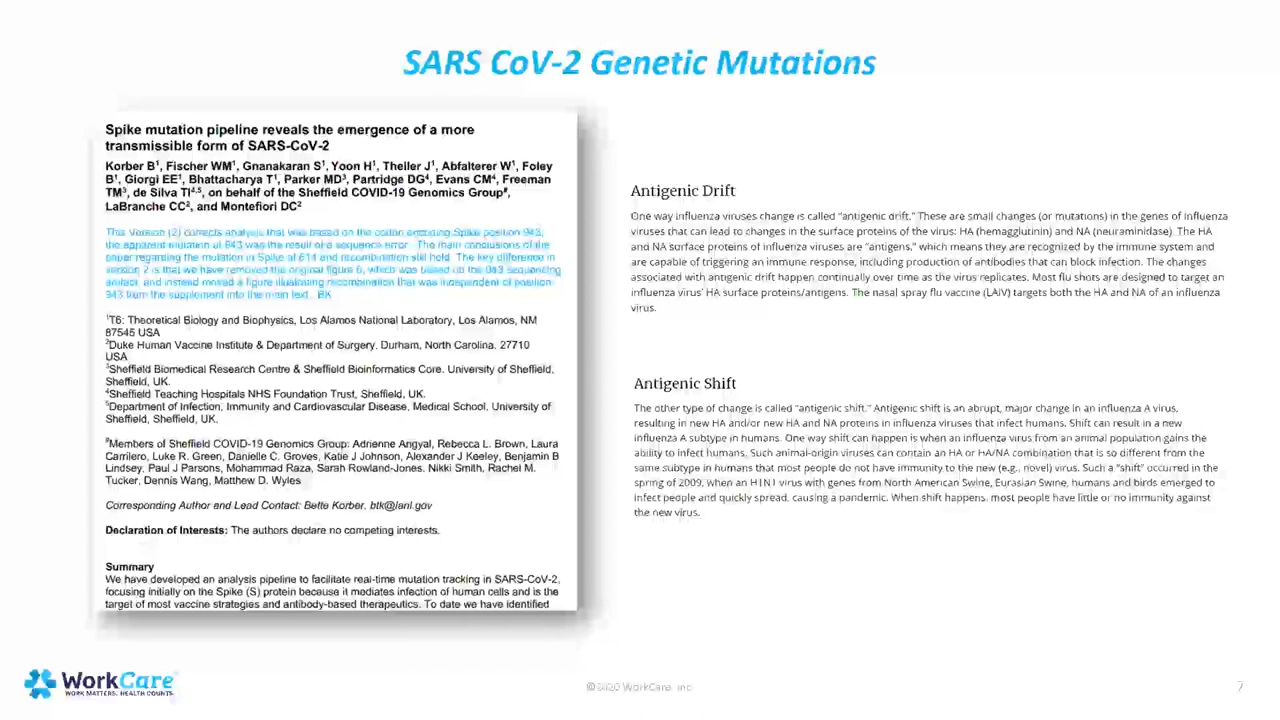 SARS CoV-2 Genetic Mutations
Spike mutation pipeline reveals the emergence of a more
transmissible form of SARS-CoV-2
Korber B¹, Fischer WM¹, Gnanakaran S¹, Yoon H¹, Theiler J¹, Abfalterer W¹, Foley
B¹, Giorgi EE¹, Bhattacharya T¹, Parker MD³, Partridge DG⁴, Evans CM⁴, Freeman
TM³, de Silva TI⁴,⁵, on behalf of the Sheffield COVID-19 Genomics Group#,
LaBranche CC², and Montefiori DC²
This Version (2) corrects analysis that was based on the codon encoding Spike position 943,
the apparent mutation at 943 was the result of a sequence error. The main conclusions of the
paper regarding the mutation in Spike at 614 and recombination still hold. The key difference in
version 2 is that we have removed the original figure 6, which was based on the 943 sequencing
artifact, and instead moved a figure illustrating recombination that was independent of position
943 from the supplement into the main text. BK
¹T6: Theoretical Biology and Biophysics, Los Alamos National Laboratory, Los Alamos, NM
87545 USA
²Duke Human Vaccine Institute & Department of Surgery, Durham, North Carolina, 27710
USA
³Sheffield Biomedical Research Centre & Sheffield Bioinformatics Core, University of Sheffield,
Sheffield, UK.
⁴Sheffield Teaching Hospitals NHS Foundation Trust, Sheffield, UK.
⁵Department of Infection, Immunity and Cardiovascular Disease, Medical School, University of
Sheffield, Sheffield, UK.
#Members of Sheffield COVID-19 Genomics Group: Adrienne Angyal, Rebecca L. Brown, Laura
Carrilero, Luke R. Green, Danielle C. Groves, Katie J Johnson, Alexander J Keeley, Benjamin B
Lindsey, Paul J Parsons, Mohammad Raza, Sarah Rowland-Jones, Nikki Smith, Rachel M.
Tucker, Dennis Wang, Matthew D. Wyles
Corresponding Author and Lead Contact: Bette Korber, btk@lanl.gov
Declaration of Interests: The authors declare no competing interests.
Summary
We have developed an analysis pipeline to facilitate real-time mutation tracking in SARS-CoV-2,
focusing initially on the Spike (S) protein because it mediates infection of human cells and is the
target of most vaccine strategies and antibody-based therapeutics. To date we have identified
Antigenic Drift
One way influenza viruses change is called "antigenic drift." These are small changes (or mutations) in the genes of influenza
viruses that can lead to changes in the surface proteins of the virus: HA (hemagglutinin) and NA (neuraminidase). The HA
and NA surface proteins of influenza viruses are "antigens," which means they are recognized by the immune system and
are capable of triggering an immune response, including production of antibodies that can block infection. The changes
associated with antigenic drift happen continually over time as the virus replicates. Most flu shots are designed to target an
influenza virus' HA surface proteins/antigens. The nasal spray flu vaccine (LAIV) targets both the HA and NA of an influenza
virus.
Antigenic Shift
The other type of change is called "antigenic shift." Antigenic shift is an abrupt, major change in an influenza A virus,
resulting in new HA and/or new HA and NA proteins in influenza viruses that infect humans. Shift can result in a new
influenza A subtype in humans. One way shift can happen is when an influenza virus from an animal population gains the
ability to infect humans. Such animal-origin viruses can contain an HA or HA/NA combination that is so different from the
same subtype in humans that most people do not have immunity to the new (e.g., novel) virus. Such a "shift" occurred in the
spring of 2009, when an H1N1 virus with genes from North American Swine, Eurasian Swine, humans and birds emerged to
infect people and quickly spread, causing a pandemic. When shift happens, most people have little or no immunity against
the new virus.
WorkCare
WORK MATTERS. HEALTH COUNTS.
©2020 WorkCare, Inc
7